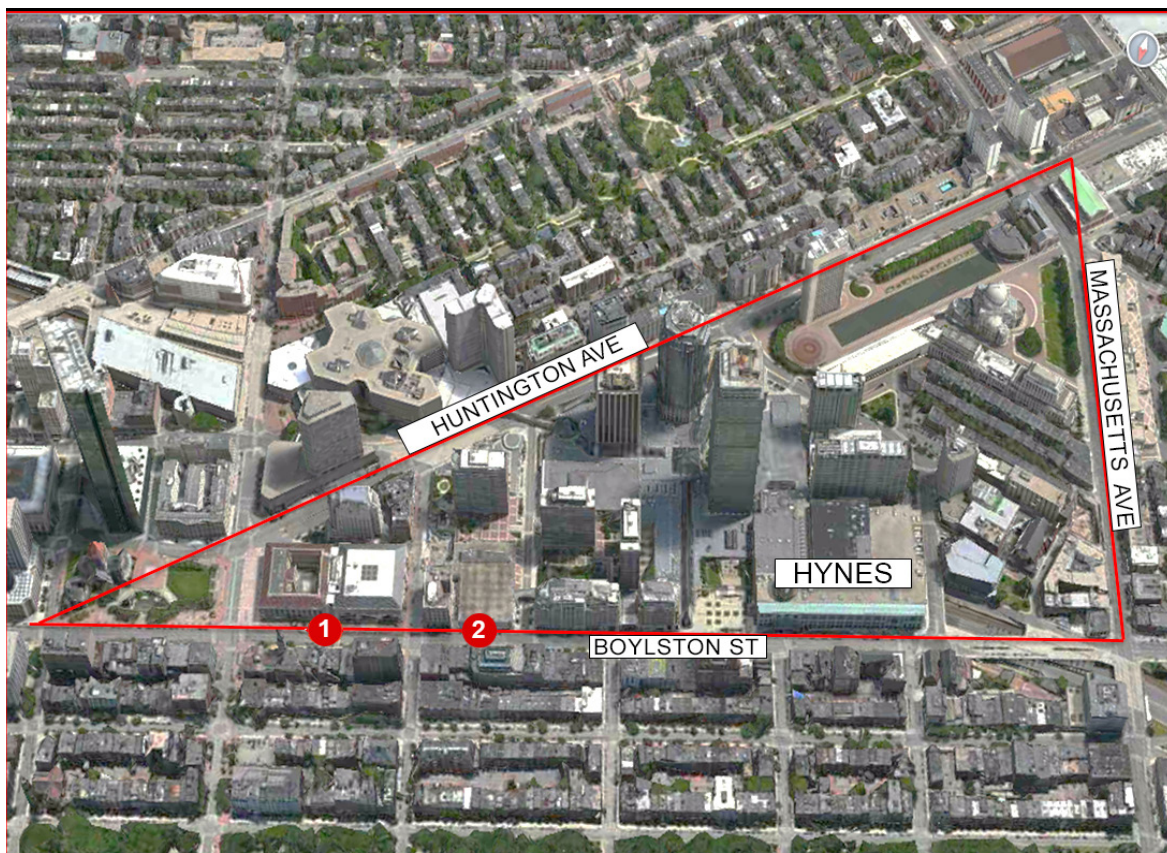 HUNTINGTON AVE
MASSACHUSETTS AVE
HYNES
1
2
BOYLSTON ST